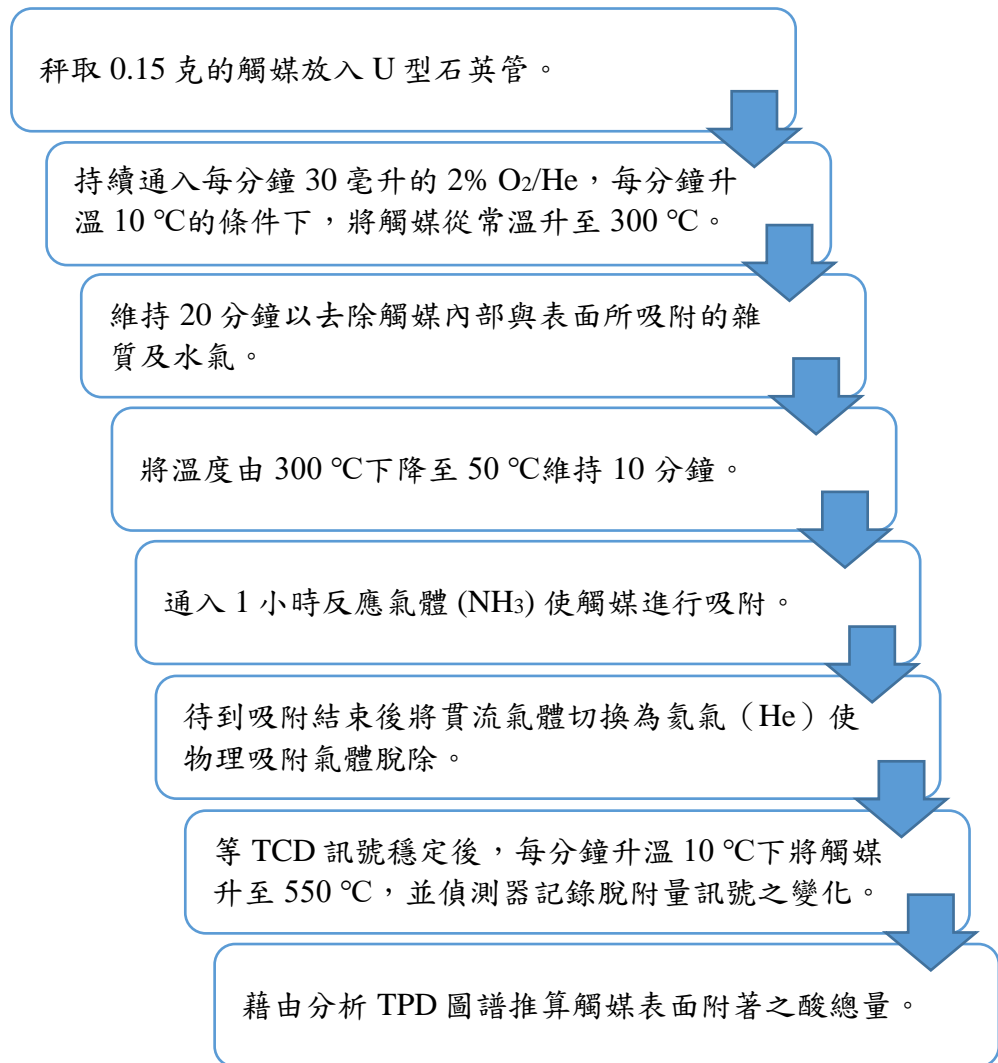 秤取 0.15 克的觸媒放入 U 型石英管。
持續通入每分鐘 30 毫升的 2% O2/He，每分鐘升
溫 10 ℃的條件下，將觸媒從常溫升至 300 ℃。
維持 20 分鐘以去除觸媒內部與表面所吸附的雜
質及水氣。
將溫度由 300 ℃下降至 50 ℃維持 10 分鐘。
通入 1 小時反應氣體 (NH3) 使觸媒進行吸附。
待到吸附結束後將貫流氣體切換為氦氣（He）使
物理吸附氣體脫除。
等 TCD 訊號穩定後，每分鐘升溫 10 ℃下將觸媒
升至 550 ℃，並偵測器記錄脫附量訊號之變化。
藉由分析 TPD 圖譜推算觸媒表面附著之酸總量。